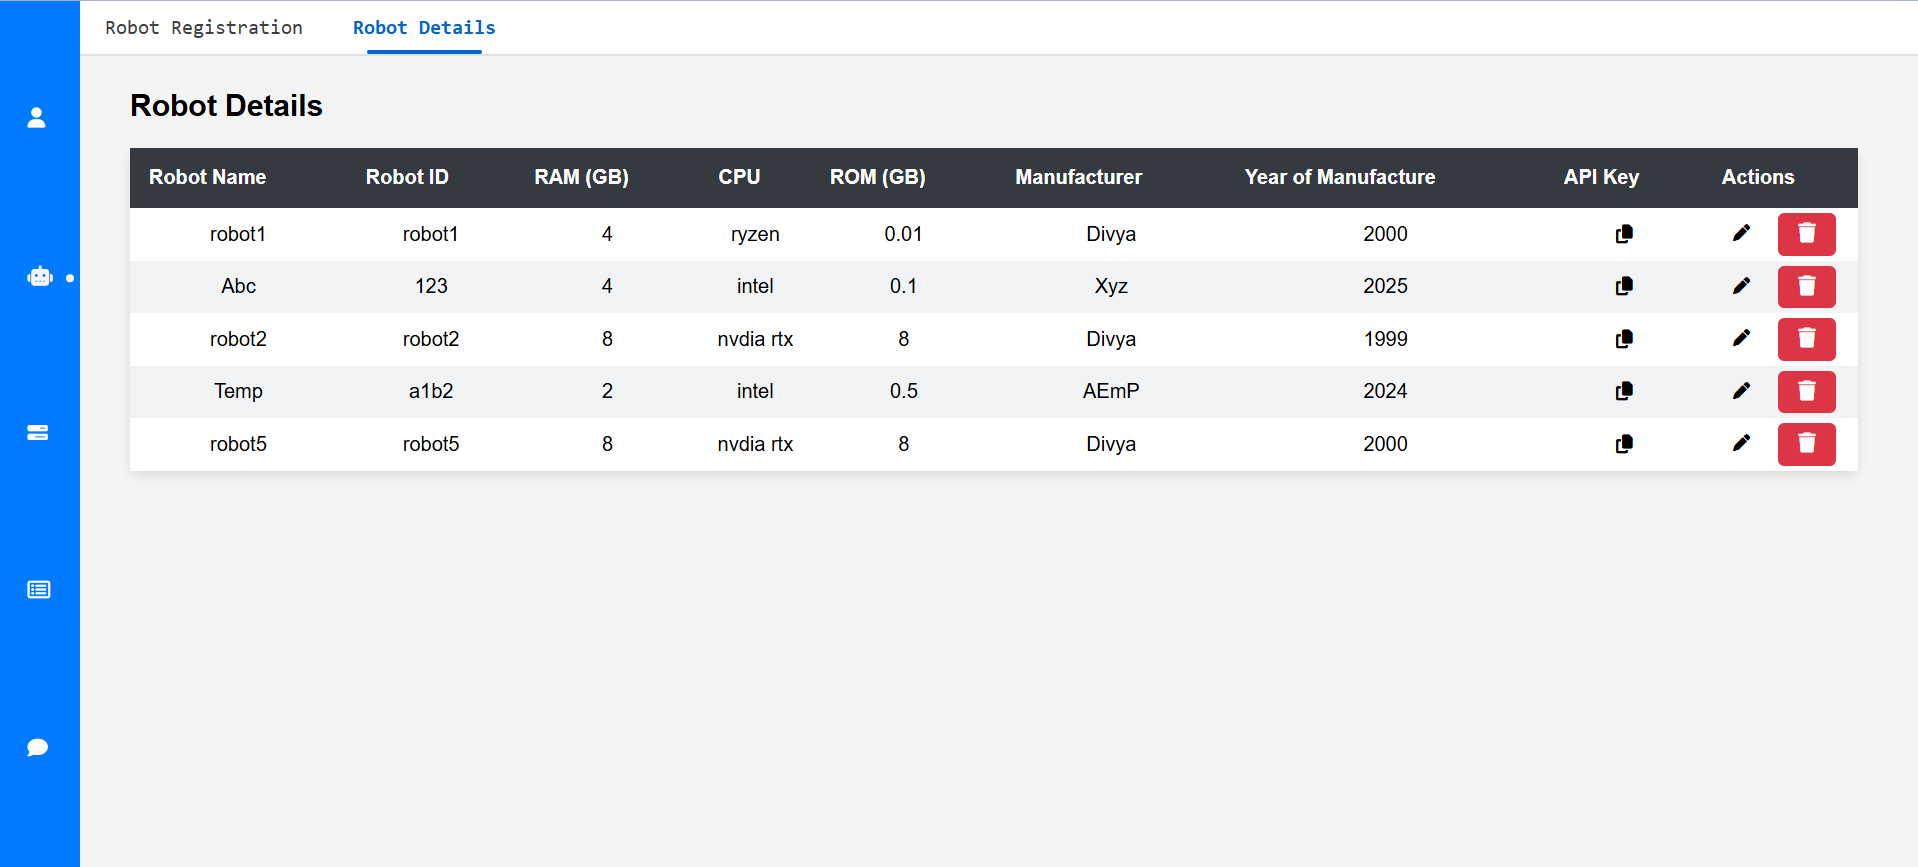 Robot Registration Robot Details
Robot Details
Robot Name Robot ID RAM (GB) CPU ROM (GB) Manufacturer Year of Manufacture API Key Actions
robot1 robot1 4 ryzen 0.01 Divya 2000
Abc 123 4 intel 0.1 Xyz 2025
robot2 robot2 8 nvdia rtx 8 Divya 1999
Temp a1b2 2 intel 0.5 AEmP 2024
robot5 robot5 8 nvdia rtx 8 Divya 2000